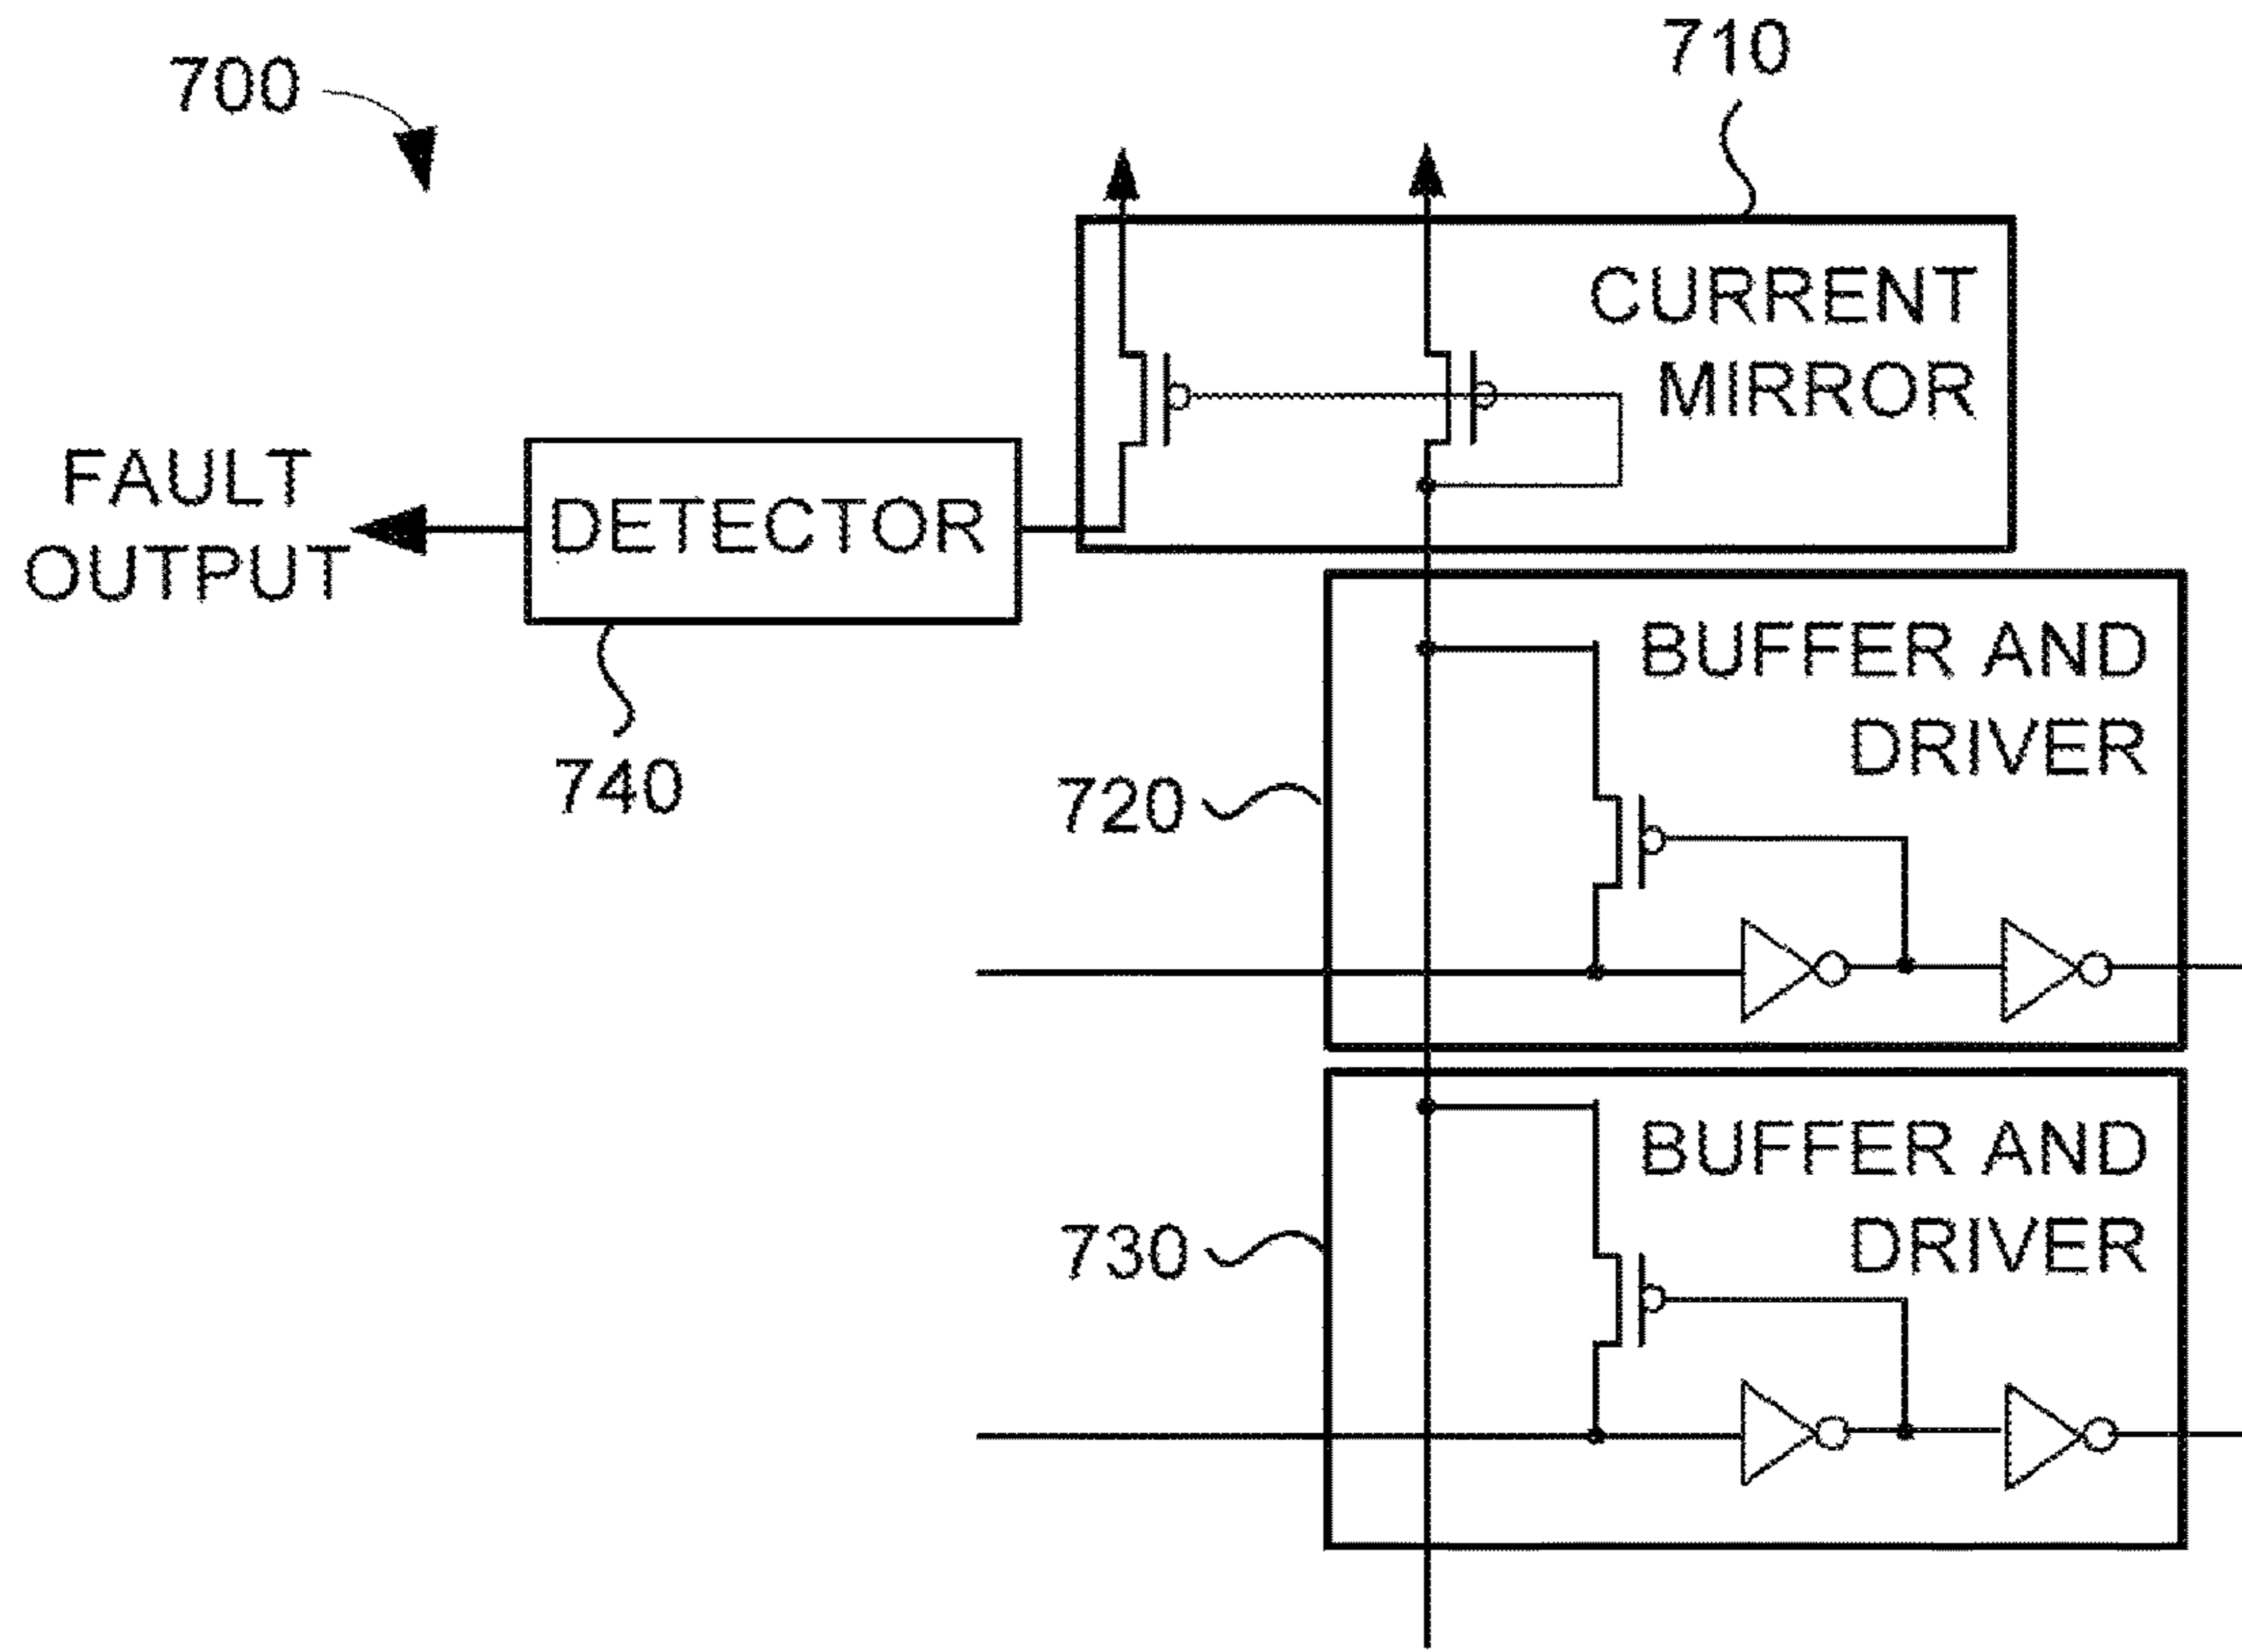 700
710
CURRENT
MIRROR
FAULT
OUTPUT
DETECTOR
740
BUFFER AND
DRIVER
720
BUFFER AND
DRIVER
730